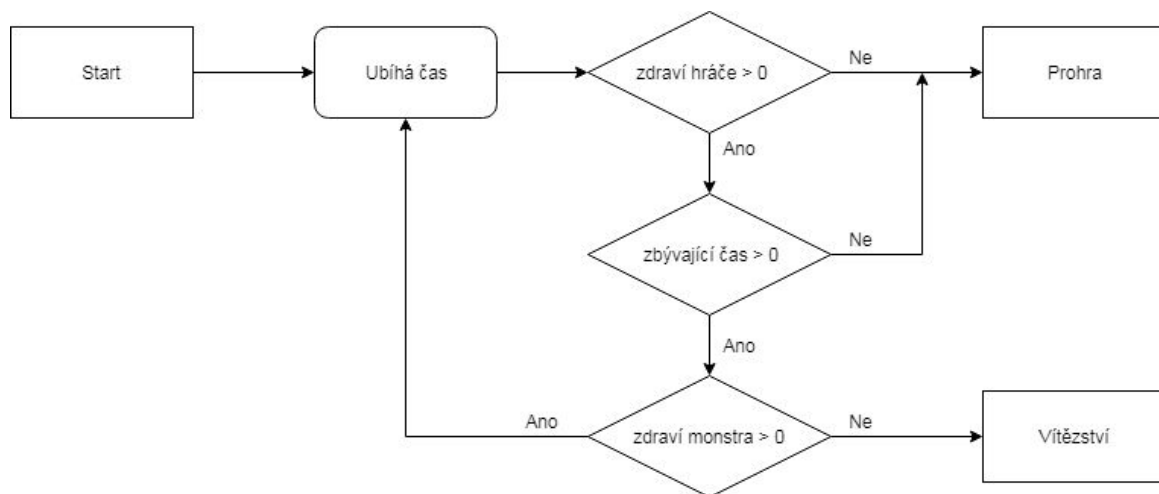 Start
Ubíhá čas
zdraví hráče > 0
Ne
Prohra
Ano
zbývající čas > 0
Ne
Ano
Ano
zdraví monstra > 0
Ne
Vítězství